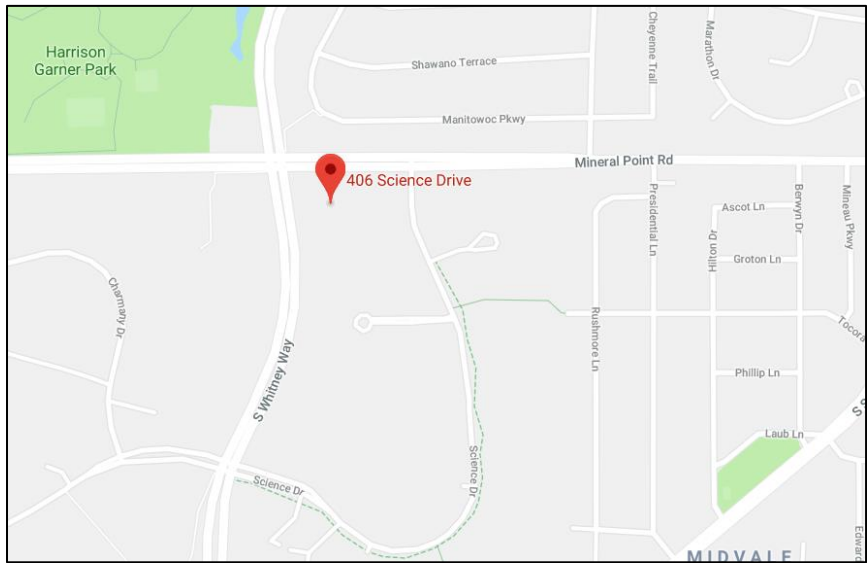 Harrison
Garner Park
Shawano Terrace
Cheyenne Trail
Marathon Dr
Manitowoc Pkwy
Mineral Point Rd
406 Science Drive
Presidential Ln
Ascot Ln
Hilton Dr
Berwyn Dr
Mineau Pkwy
Groton Ln
Charmany Dr
Rushmore Ln
Tocora
S Whitney Way
Phillip Ln
S
Laub Ln
Science Dr
Science Dr
Edward
MIDVALE